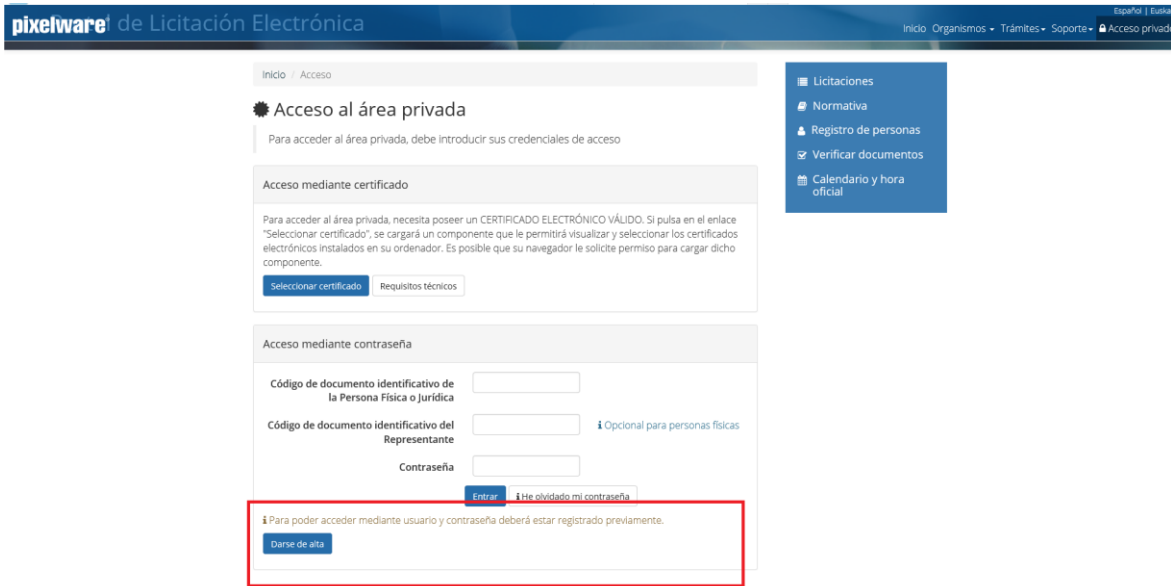 Español | Euska
pixelware
de Licitación Electrónica
Inicio Organismos Trámites Soporte Acceso privado
Inicio / Acceso
Acceso al área privada
Para acceder al área privada, debe introducir sus credenciales de acceso
Acceso mediante certificado
Para acceder al área privada, necesita poseer un CERTIFICADO ELECTRÓNICO VÁLIDO. Si pulsa en el enlace
"Seleccionar certificado", se cargará un componente que le permitirá visualizar y seleccionar los certificados
electrónicos instalados en su ordenador. Es posible que su navegador le solicite permiso para cargar dicho
componente.
Seleccionar certificado Requisitos técnicos
Acceso mediante contraseña
Código de documento identificativo de
la Persona Física o Jurídica
Código de documento identificativo del
Representante
i Opcional para personas físicas
Contraseña
Entrar i He olvidado mi contraseña
i Para poder acceder mediante usuario y contraseña deberá estar registrado previamente.
Darse de alta
Licitaciones
Normativa
Registro de personas
Verificar documentos
Calendario y hora
oficial